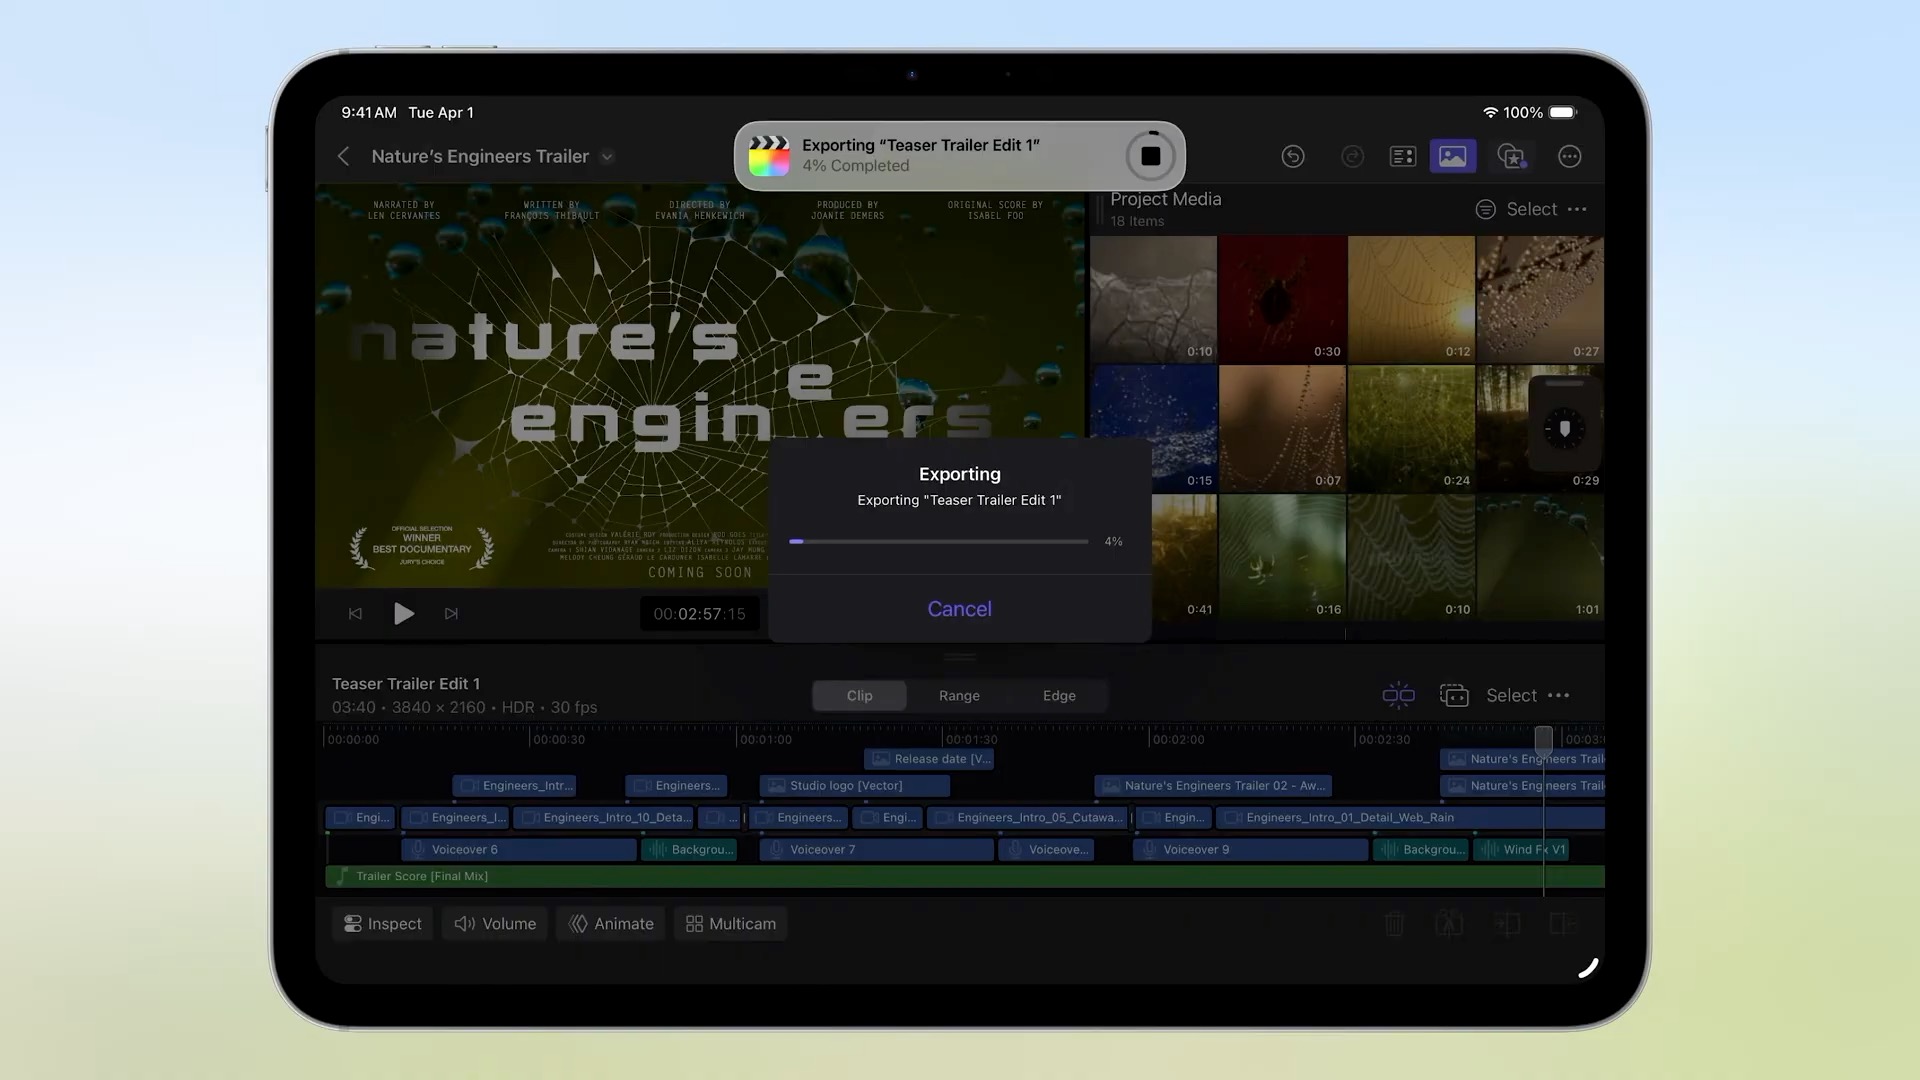 9:41 AM Tue Apr 1
100%
Nature's Engineers Trailer
Exporting “Teaser Trailer Edit 1”
4% Completed
NARRATED BY
LEN CERVANTES
WRITTEN BY
FRANÇOIS THIBAULT
DIRECTED BY
EVANIA HENKEWICH
PRODUCED BY
JOANIE DEMERS
ORIGINAL SCORE BY
ISABEL FOO
nature's
engineers
OFFICIAL SELECTION
WINNER
BEST DOCUMENTARY
JURY'S CHOICE
COMING SOON
Project Media
18 Items
Select
0:10
0:30
0:12
0:27
0:15
0:07
0:24
0:29
0:41
0:16
0:10
1:01
Exporting
Exporting "Teaser Trailer Edit 1"
4%
Cancel
00:02:57:15
Teaser Trailer Edit 1
03:40 • 3840 × 2160 • HDR • 30 fps
Clip
Range
Edge
Select
00:00:00
00:00:30
00:01:00
00:01:30
00:02:00
00:02:30
00:03:
Release date [V...
Nature's Engineers Trail
Engineers_Intr...
Engineers...
Studio logo [Vector]
Nature's Engineers Trailer 02 - Aw...
Nature's Engineers Trail
Engi...
Engineers_I...
Engineers_Intro_10_Deta...
...
Engineers...
Engi...
Engineers_Intro_05_Cutawa...
Engin...
Engineers_Intro_01_Detail_Web_Rain
Voiceover 6
Backgrou...
Voiceover 7
Voiceove...
Voiceover 9
Backgrou...
Wind Fx V1
Trailer Score [Final Mix]
Inspect
Volume
Animate
Multicam